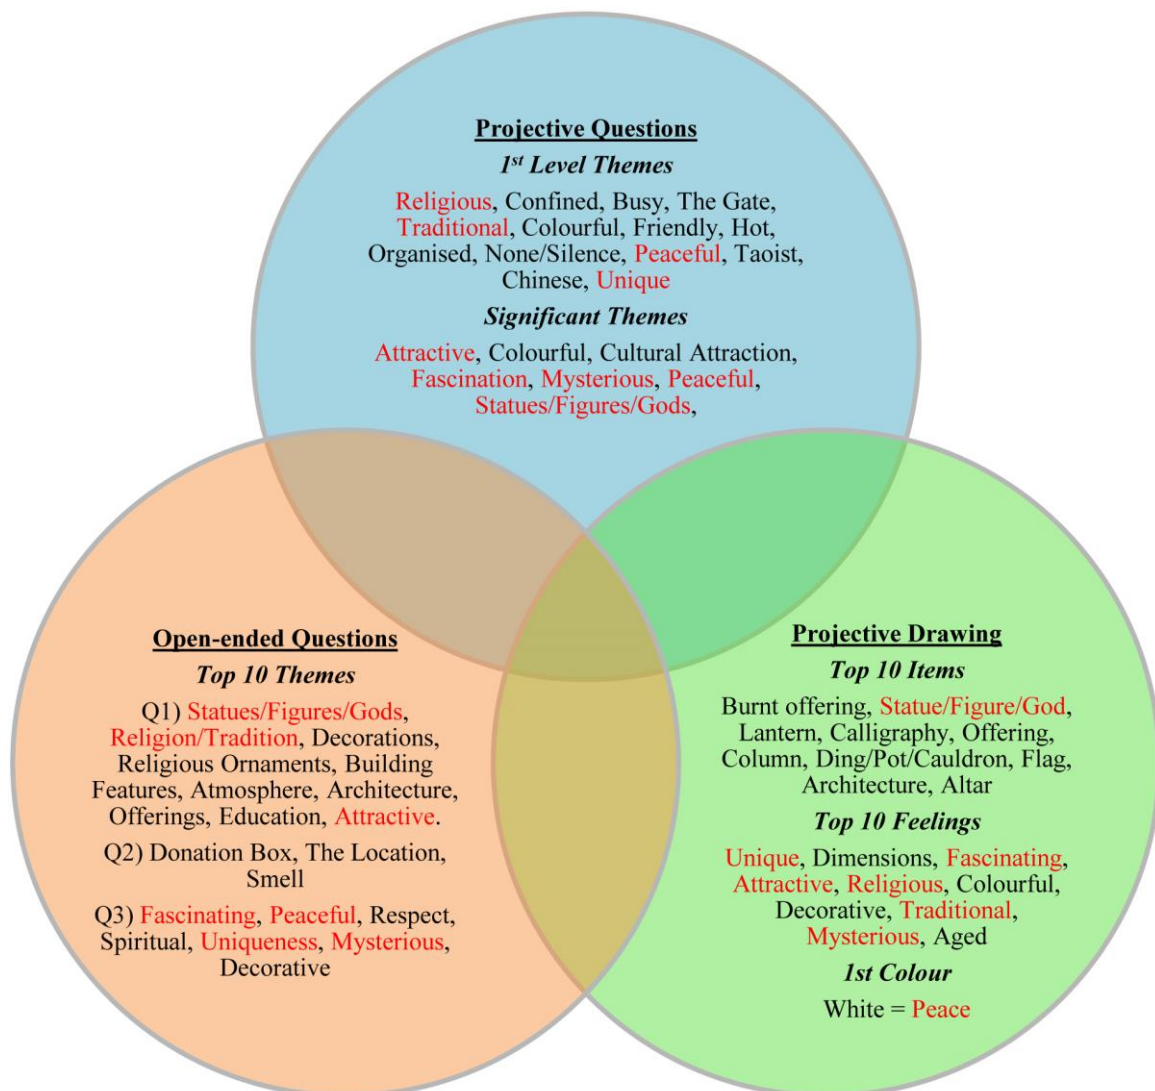 Projective Questions
1st Level Themes
Religious, Confined, Busy, The Gate,
Traditional, Colourful, Friendly, Hot,
Organised, None/Silence, Peaceful, Taoist,
Chinese, Unique
Significant Themes
Attractive, Colourful, Cultural Attraction,
Fascination, Mysterious, Peaceful,
Statues/Figures/Gods,
Open-ended Questions
Top 10 Themes
Q1) Statues/Figures/Gods,
Religion/Tradition, Decorations,
Religious Ornaments, Building
Features, Atmosphere, Architecture,
Offerings, Education, Attractive.
Q2) Donation Box, The Location,
Smell
Q3) Fascinating, Peaceful, Respect,
Spiritual, Uniqueness, Mysterious,
Decorative
Projective Drawing
Top 10 Items
Burnt offering, Statue/Figure/God,
Lantern, Calligraphy, Offering,
Column, Ding/Pot/Cauldron, Flag,
Architecture, Altar
Top 10 Feelings
Unique, Dimensions, Fascinating,
Attractive, Religious, Colourful,
Decorative, Traditional,
Mysterious, Aged
1st Colour
White = Peace